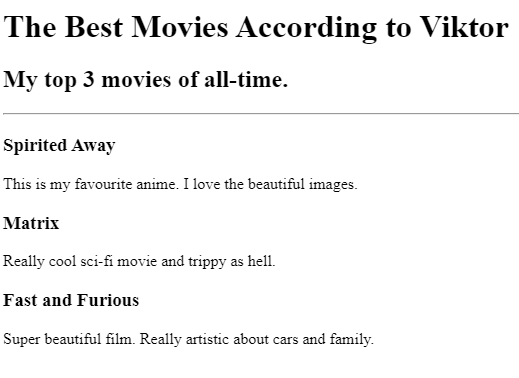 The Best Movies According to Viktor
My top 3 movies of all-time.
Spirited Away
This is my favourite anime. I love the beautiful images.
Matrix
Really cool sci-fi movie and trippy as hell.
Fast and Furious
Super beautiful film. Really artistic about cars and family.